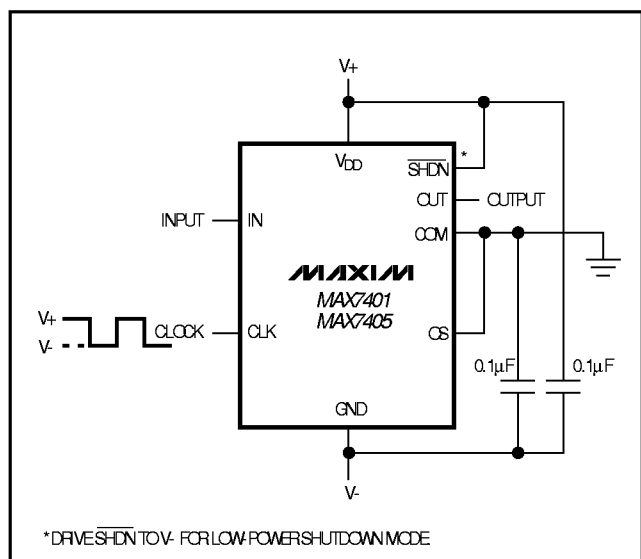 V+
*
VDD
SHDN
OUT
OUTPUT
INPUT
IN
COM
MAXIM
MAX7401
MAX7405
V+
V-
CLOCK
CLK
OS
0.1µF
0.1µF
GND
V-
*DRIVE SHDN TO V- FOR LOW-POWER SHUTDOWN MODE.